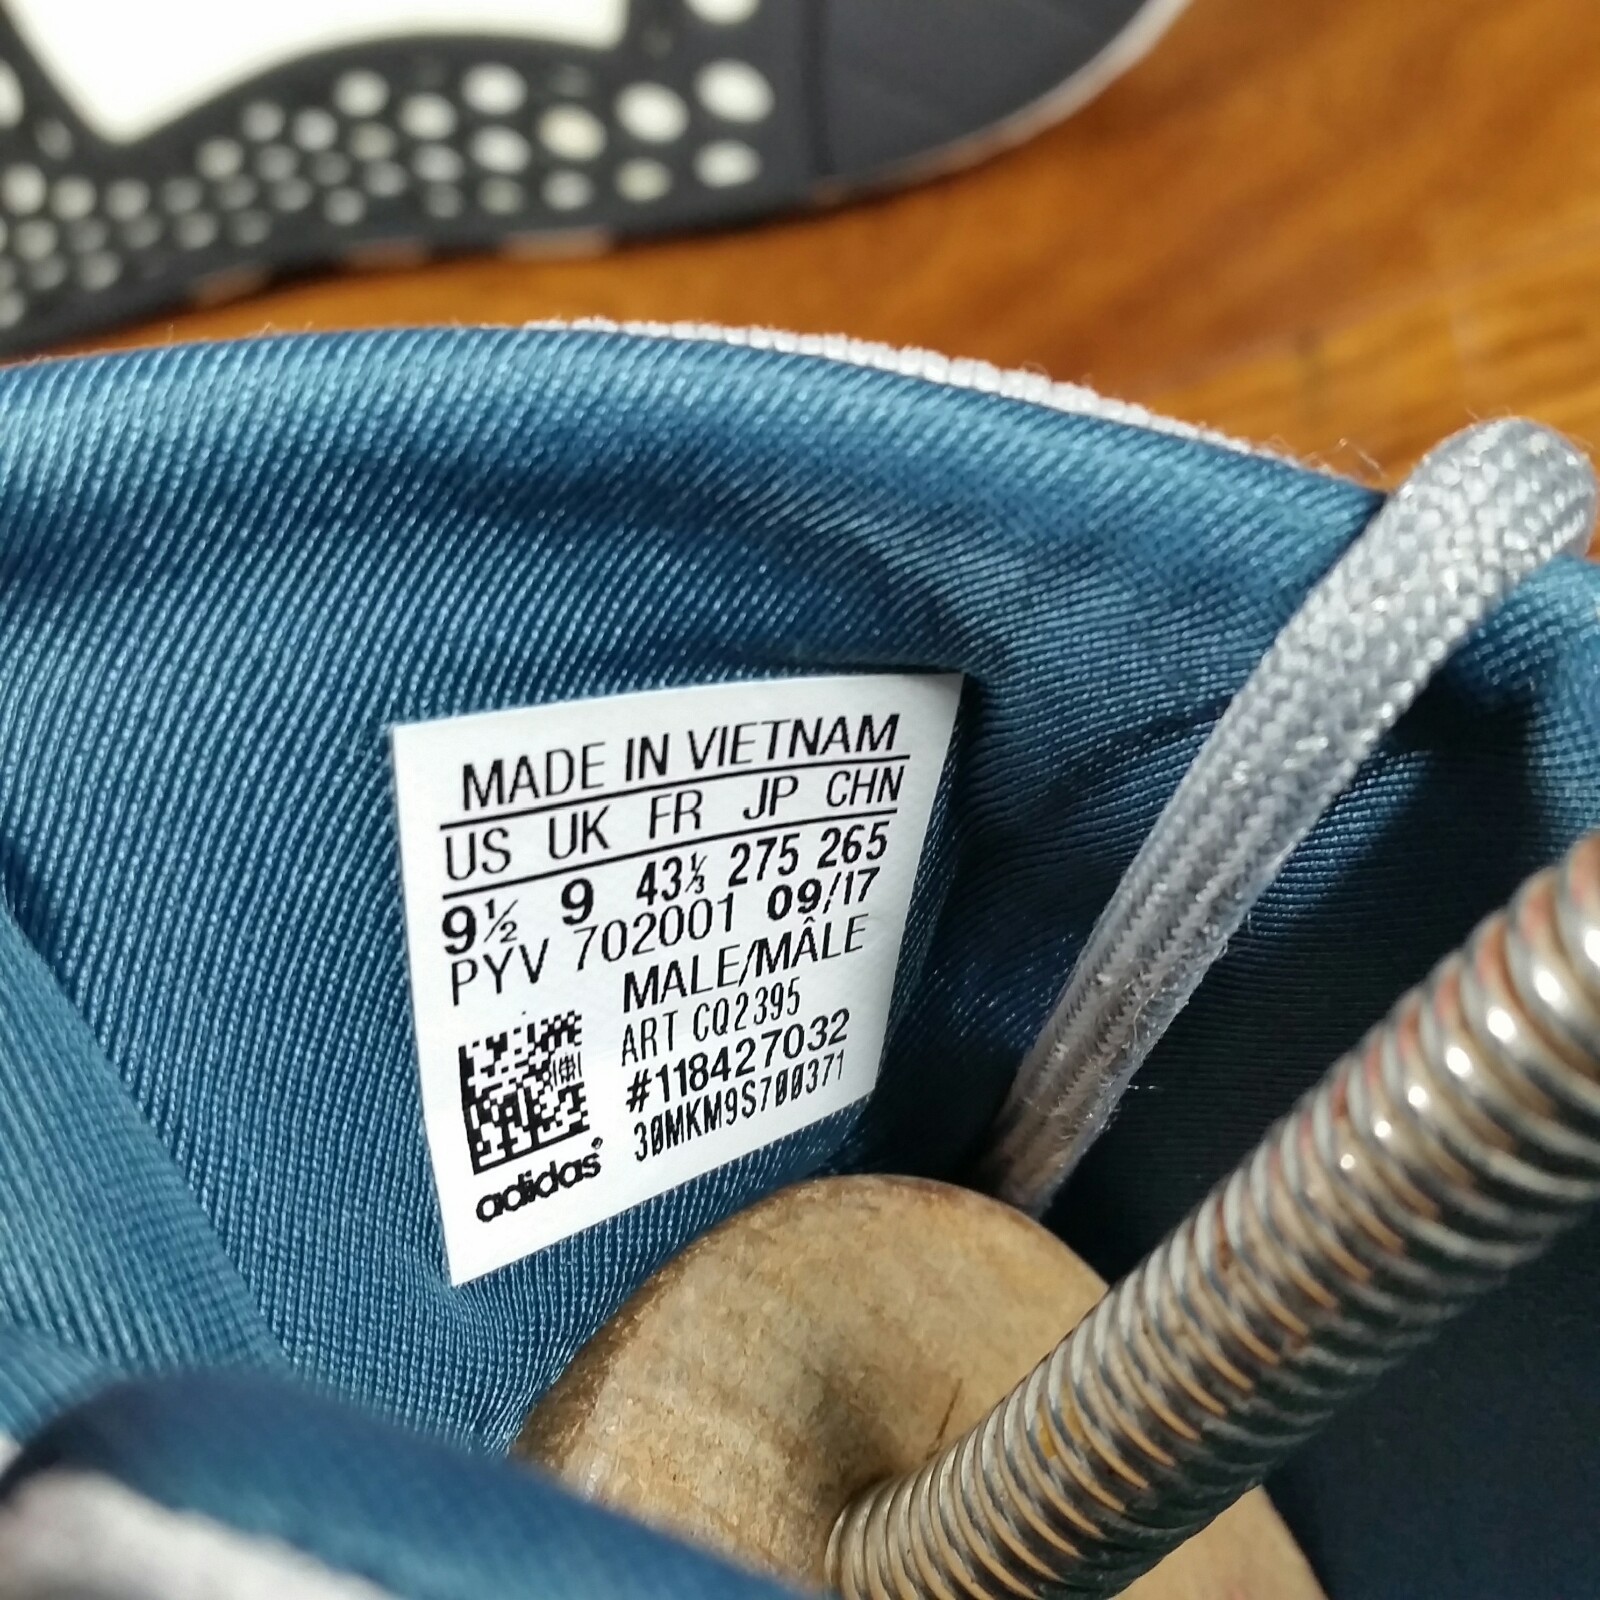 MADE IN VIETNAM
US UK FR JP CHN
9½ 9 43⅓ 275 265
PYV 702001 09/17
MALE/MÂLE
ART CQ2395
#118427032
30MKM9S700371
adidas®